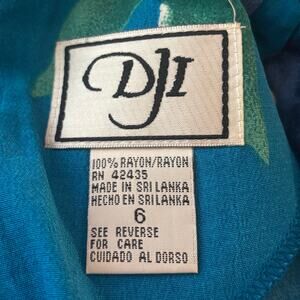 DJI
100% RAYON/RAYON
RN 42435
MADE IN SRI LANKA
HECHO EN SRI LANKA
6
SEE REVERSE
FOR CARE
CUIDADO AL DORSO